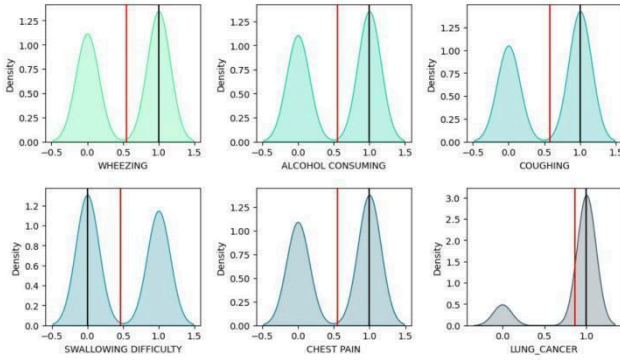 1.25
1.00
0.75
0.50
0.25
0.00
Density
−0.5 0.0 0.5 1.0 1.5
WHEEZING
1.25
1.00
0.75
0.50
0.25
0.00
Density
−0.5 0.0 0.5 1.0 1.5
ALCOHOL CONSUMING
1.25
1.00
0.75
0.50
0.25
0.00
Density
−0.5 0.0 0.5 1.0 1.5
COUGHING
1.2
1.0
0.8
0.6
0.4
0.2
0.0
Density
−0.5 0.0 0.5 1.0 1.5
SWALLOWING DIFFICULTY
1.25
1.00
0.75
0.50
0.25
0.00
Density
−0.5 0.0 0.5 1.0 1.5
CHEST PAIN
3.0
2.5
2.0
1.5
1.0
0.5
0.0
Density
0.0 0.5 1.0
LUNG_CANCER